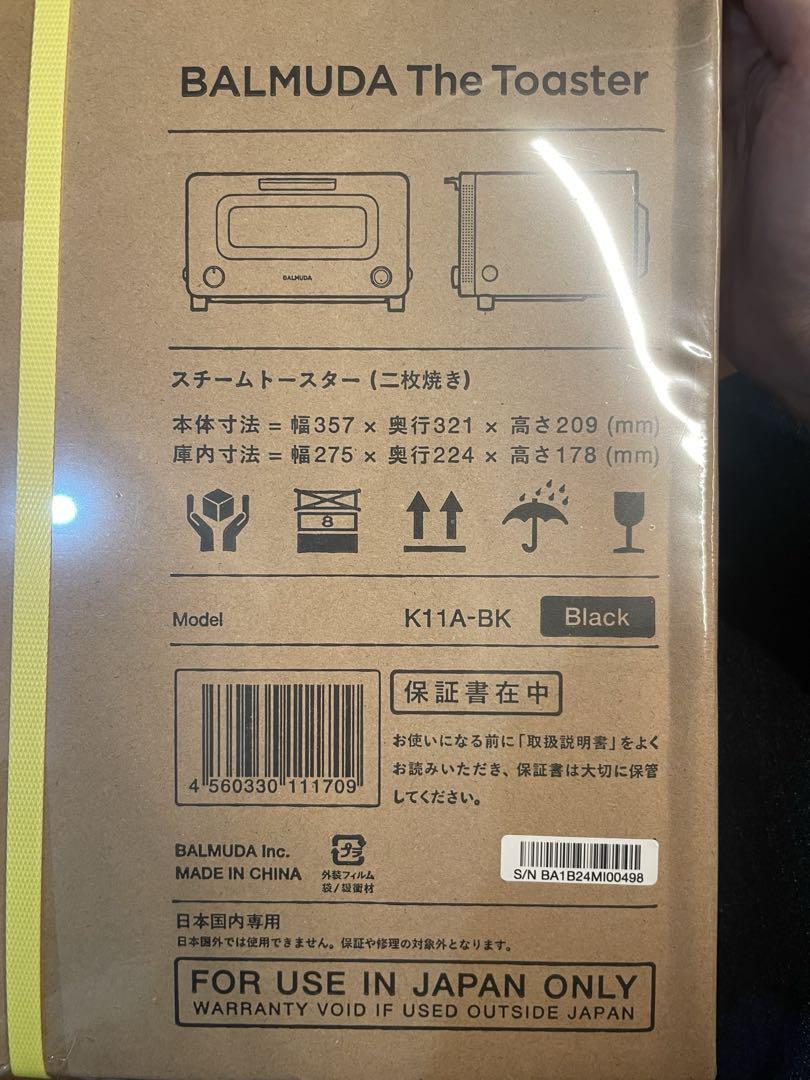 BALMUDA The Toaster
BALMUDA
スチームトースター (二枚焼き)
本体寸法 = 幅357 × 奥行321 × 高さ209 (mm)
庫内寸法 = 幅275 × 奥行224 × 高さ178 (mm)
8
Model K11A-BK Black
4 560330 111709
保証書在中
お使いになる前に「取扱説明書」をよく
お読みいただき、保証書は大切に保管
してください。
BALMUDA Inc.
MADE IN CHINA
プラ
外装フィルム
袋/緩衝材
S/N BA1B24MI00498
日本国内専用
日本国外では使用できません。保証や修理の対象外となります。
FOR USE IN JAPAN ONLY
WARRANTY VOID IF USED OUTSIDE JAPAN